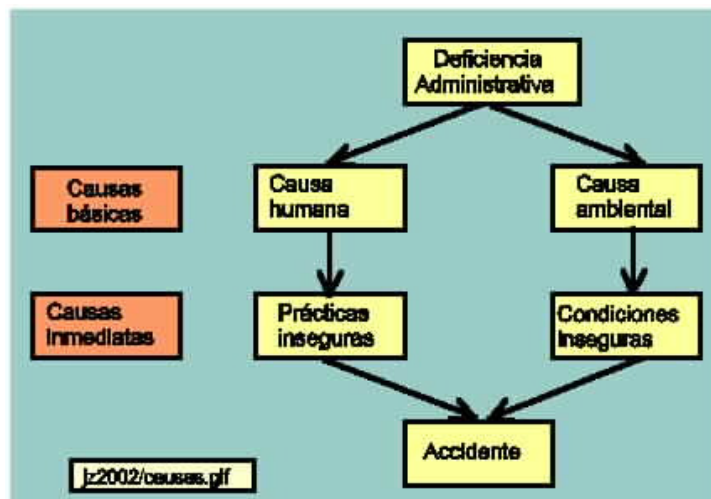 Deficiencia
Administrativa
Causas
básicas
Causa
humana
Causa
ambiental
Causas
inmediatas
Prácticas
inseguras
Condiciones
inseguras
Accidente
jz2002/causas.gif